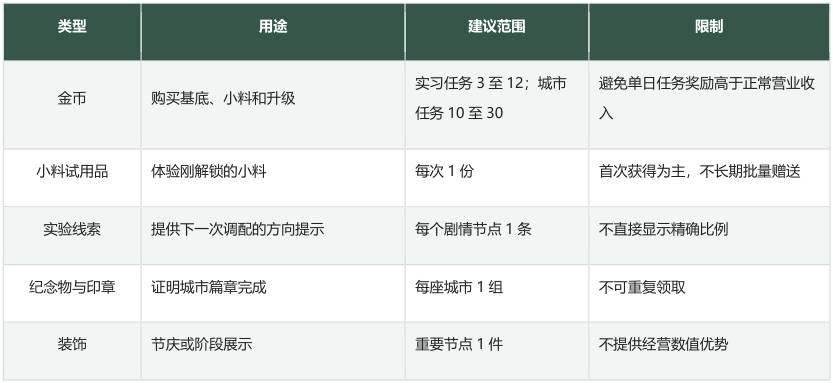 类型 用途 建议范围 限制
金币 购买基底、小料和升级 实习任务 3 至 12；城市任务 10 至 30 避免单日任务奖励高于正常营业收入
小料试用品 体验刚解锁的小料 每次 1 份 首次获得为主，不长期批量赠送
实验线索 提供下一次调配的方向提示 每个剧情节点 1 条 不直接显示精确比例
纪念物与印章 证明城市篇章完成 每座城市 1 组 不可重复领取
装饰 节庆或阶段展示 重要节点 1 件 不提供经营数值优势